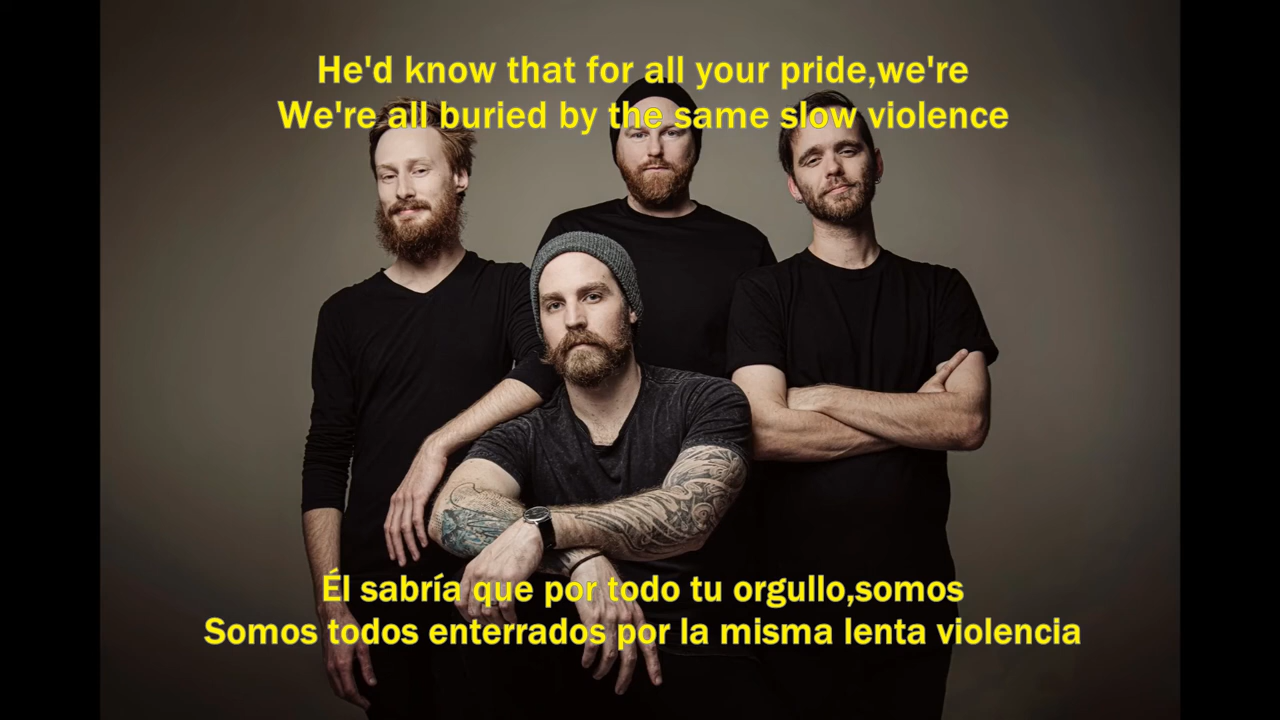 He'd know that for all your pride,we're
We're all buried by the same slow violence
Él sabría que por todo tu orgullo,somos
Somos todos enterrados por la misma lenta violencia